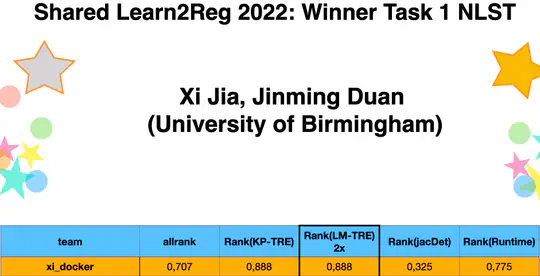 Shared Learn2Reg 2022: Winner Task 1 NLST
Xi Jia, Jinming Duan
(University of Birmingham)
team allrank Rank(KP-TRE) Rank(LM-TRE) 2x Rank(jacDet) Rank(Runtime)
xi_docker 0,707 0,888 0,888 0,325 0,775